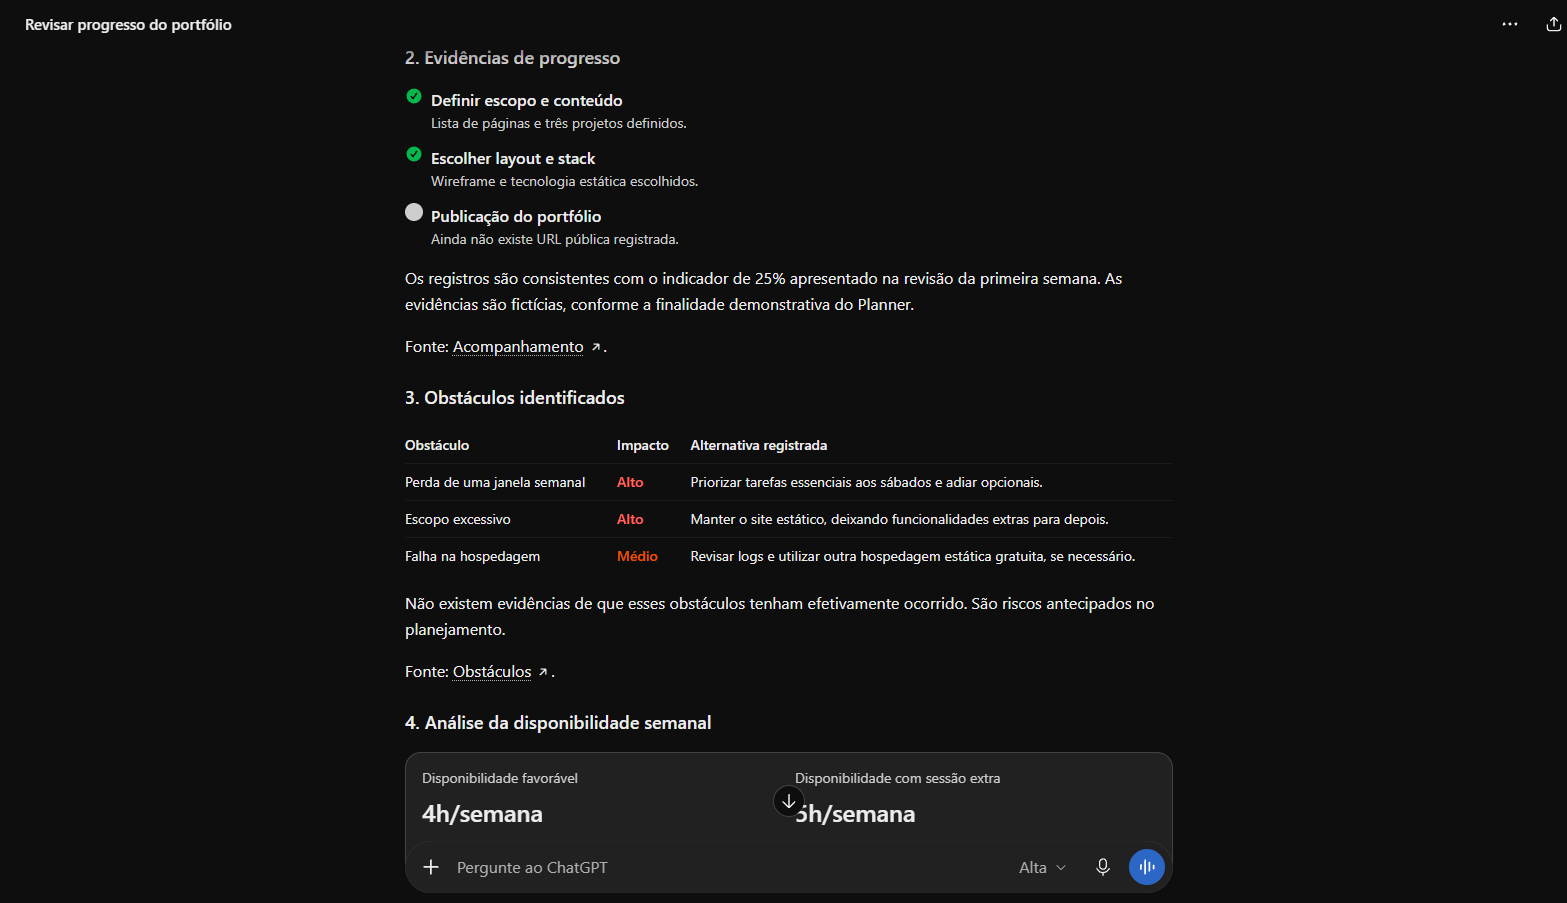 Revisar progresso do portfólio
2. Evidências de progresso
Definir escopo e conteúdo
Lista de páginas e três projetos definidos.
Escolher layout e stack
Wireframe e tecnologia estática escolhidos.
Publicação do portfólio
Ainda não existe URL pública registrada.
Os registros são consistentes com o indicador de 25% apresentado na revisão da primeira semana. As
evidências são fictícias, conforme a finalidade demonstrativa do Planner.
Fonte: Acompanhamento ↗.
3. Obstáculos identificados
Obstáculo Impacto Alternativa registrada
Perda de uma janela semanal Alto Priorizar tarefas essenciais aos sábados e adiar opcionais.
Escopo excessivo Alto Manter o site estático, deixando funcionalidades extras para depois.
Falha na hospedagem Médio Revisar logs e utilizar outra hospedagem estática gratuita, se necessário.
Não existem evidências de que esses obstáculos tenham efetivamente ocorrido. São riscos antecipados no
planejamento.
Fonte: Obstáculos ↗.
4. Análise da disponibilidade semanal
Disponibilidade favorável Disponibilidade com sessão extra
4h/semana 5h/semana
Pergunte ao ChatGPT Alta